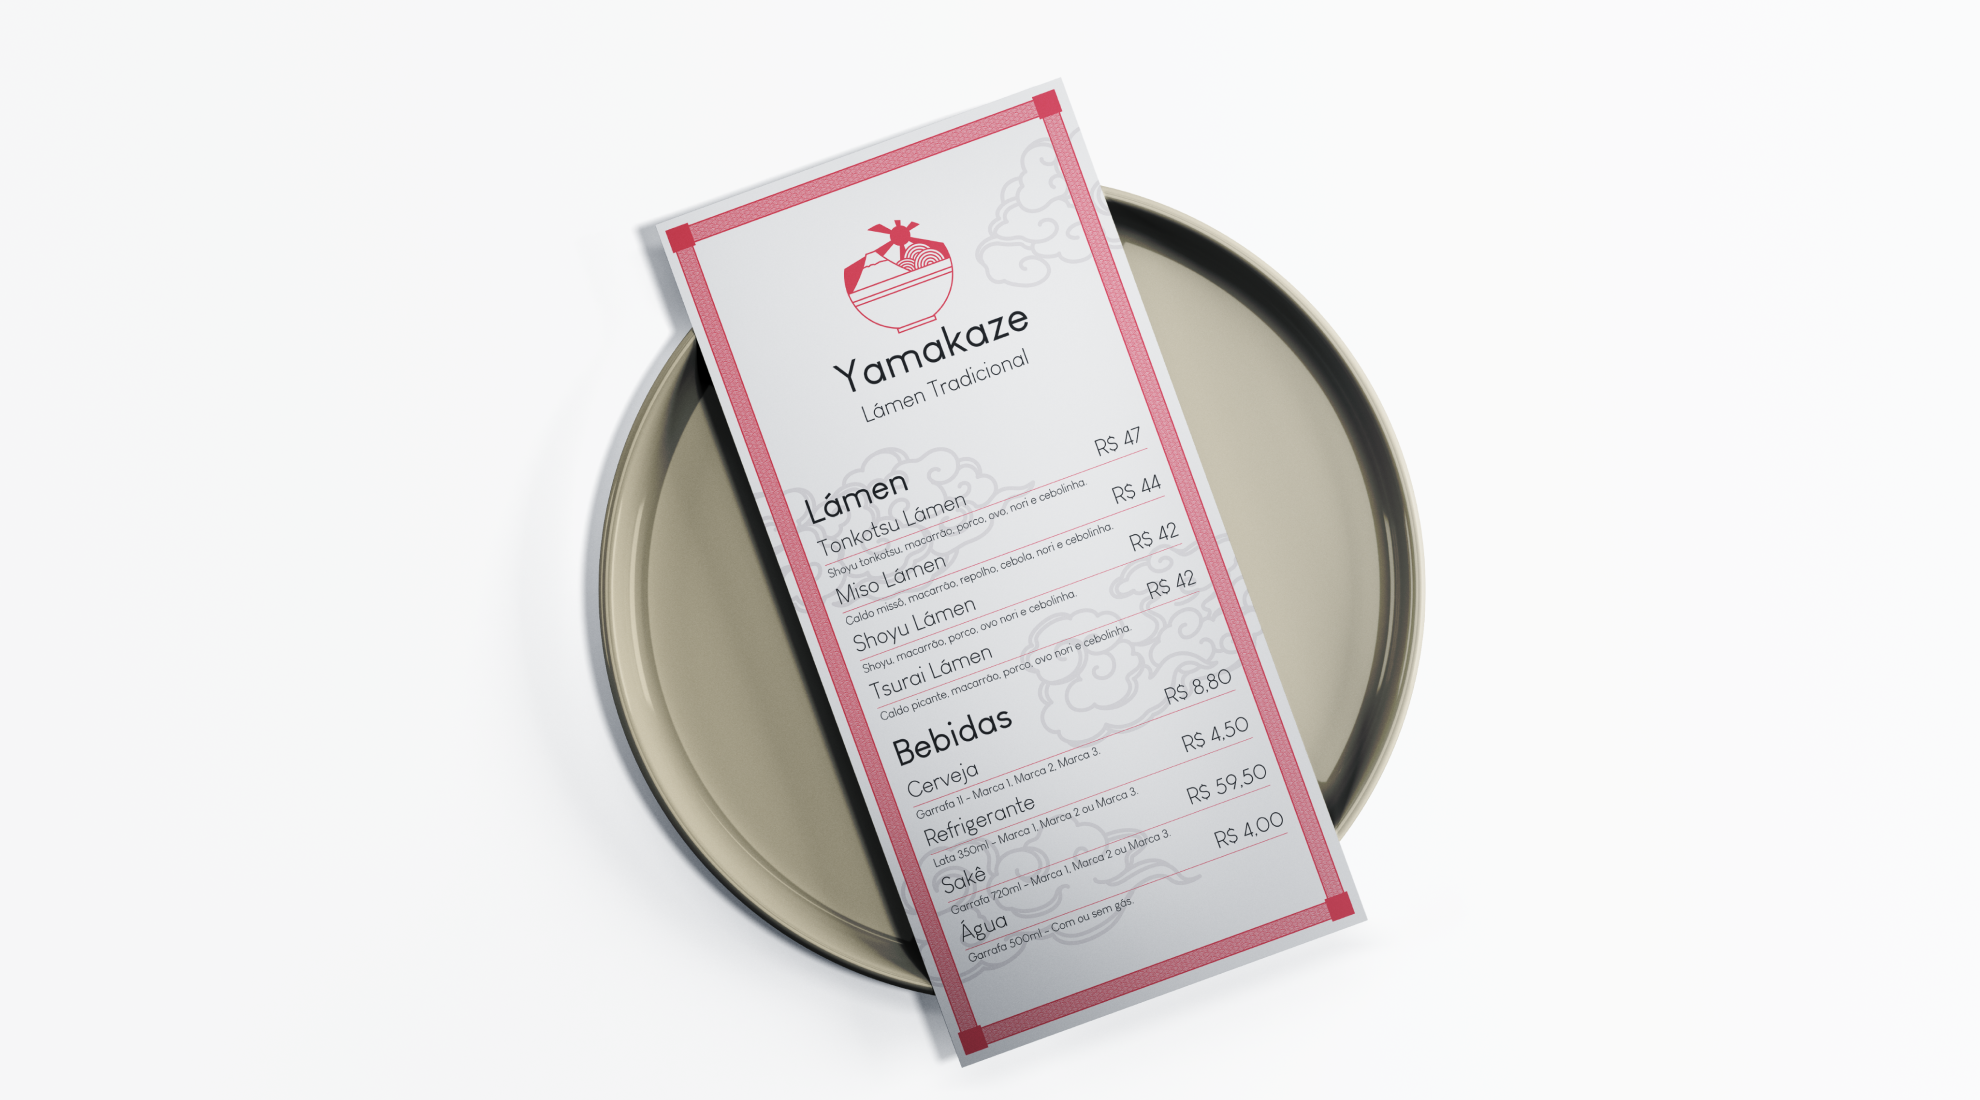 Yamakaze
Lámen Tradicional
Lámen
Tonkotsu Lámen R$ 47
Shoyu tonkotsu, macarrão, porco, ovo, nori e cebolinha.
Miso Lámen R$ 44
Caldo missô, macarrão, repolho, cebola, nori e cebolinha.
Shoyu Lámen R$ 42
Shoyu, macarrão, porco, ovo nori e cebolinha.
Tsurai Lámen R$ 42
Caldo picante, macarrão, porco, ovo nori e cebolinha.
Bebidas
Cerveja R$ 8,80
Garrafa 1l - Marca 1, Marca 2, Marca 3.
Refrigerante R$ 4,50
Lata 350ml - Marca 1, Marca 2 ou Marca 3.
Sakê R$ 59,50
Garrafa 720ml - Marca 1, Marca 2 ou Marca 3.
Água R$ 4,00
Garrafa 500ml - Com ou sem gás.